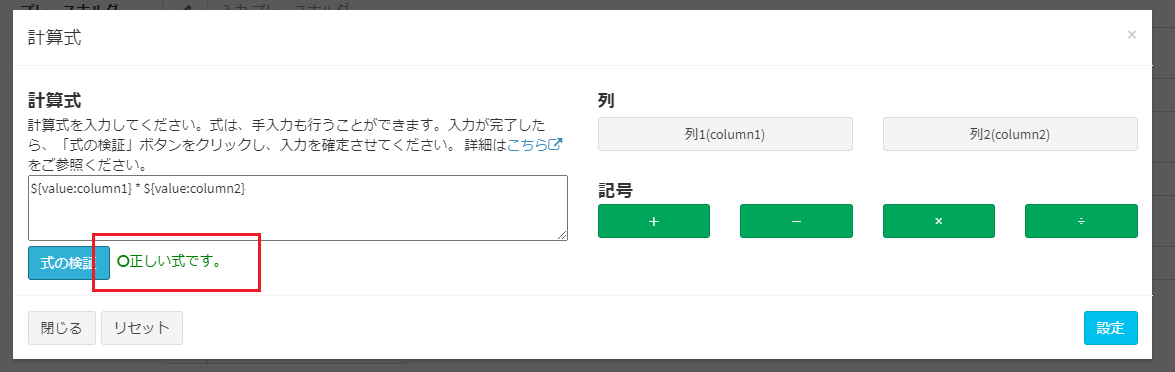 計算式
×
計算式
計算式を入力してください。式は、手入力も行うことができます。入力が完了した
ら、「式の検証」ボタンをクリックし、入力を確定させてください。 詳細はこちら
をご参照ください。
${value:column1} * ${value:column2}
式の検証
正しい式です。
列
列1(column1)
列2(column2)
記号
+
−
×
÷
閉じる
リセット
設定